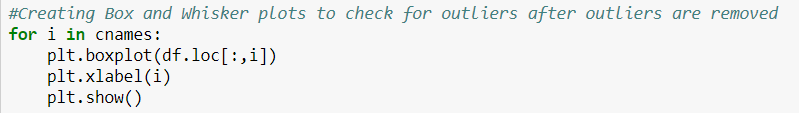 #Creating Box and Whisker plots to check for outliers after outliers are removed
for i in cnames:
    plt.boxplot(df.loc[:,i])
    plt.xlabel(i)
    plt.show()